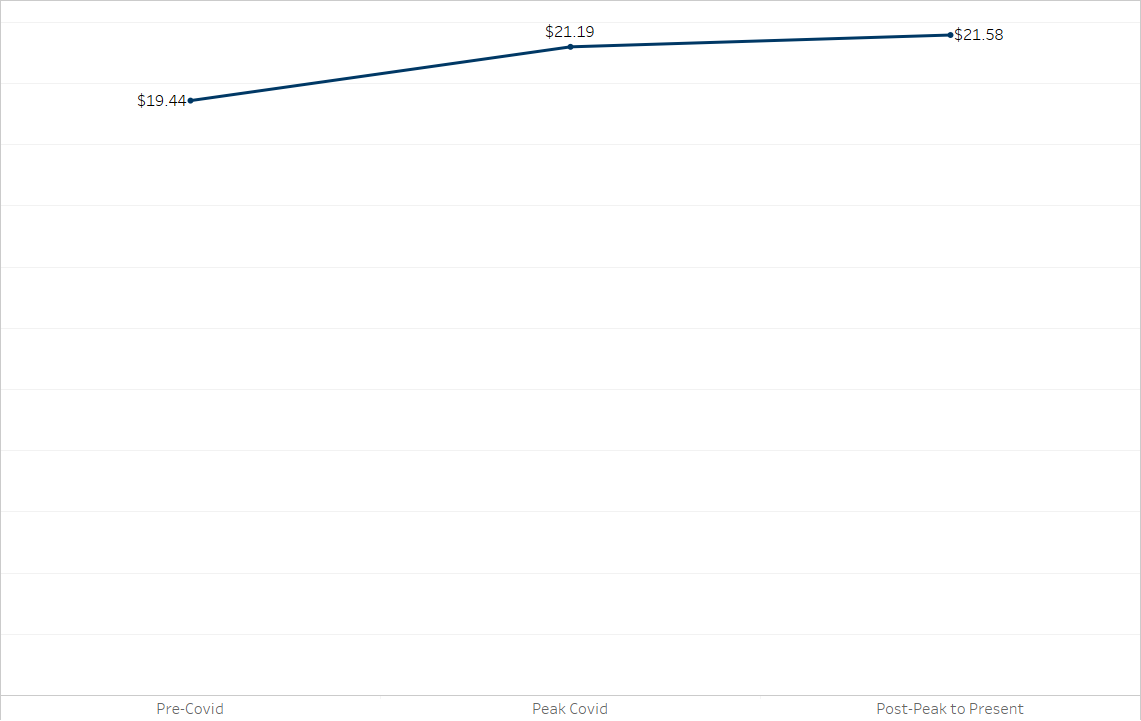 $21.19
$21.58
$19.44
Pre-Covid
Peak Covid
Post-Peak to Present